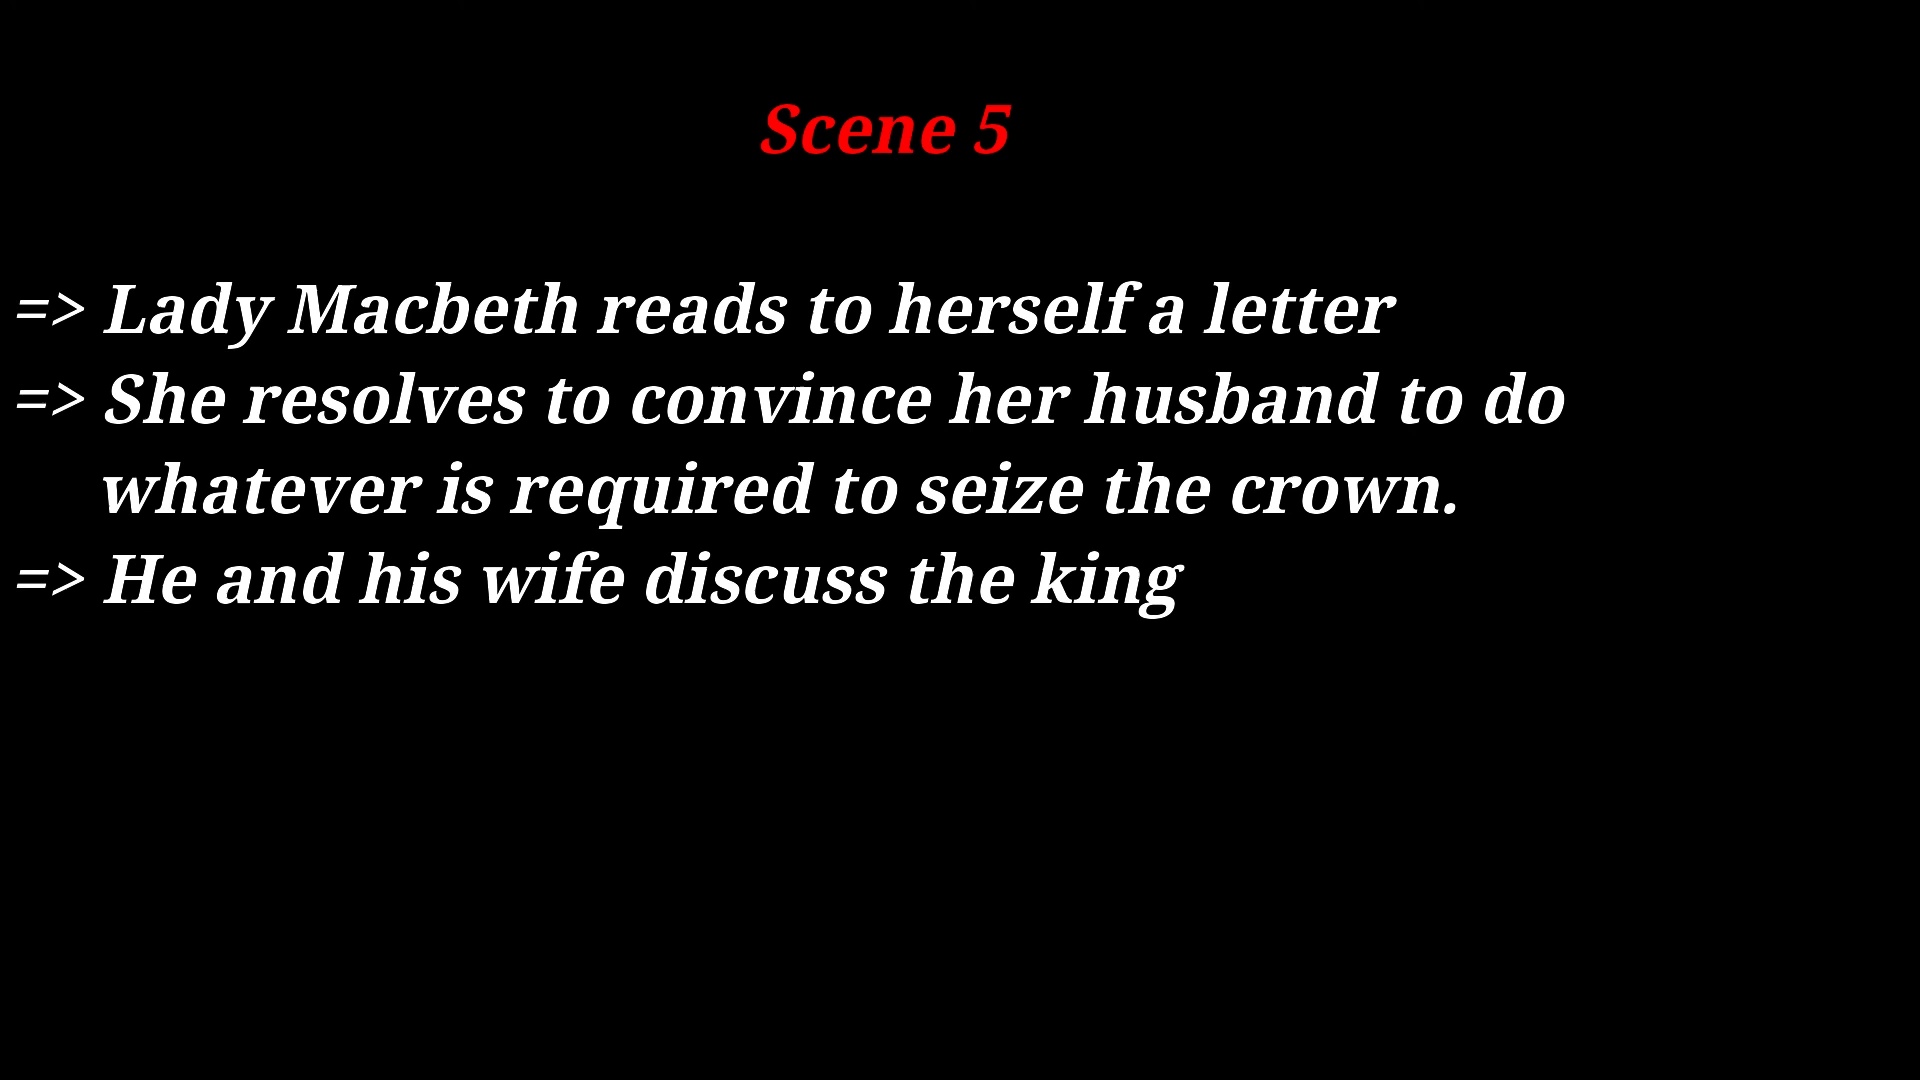 Scene 5
=> Lady Macbeth reads to herself a letter
=> She resolves to convince her husband to do
whatever is required to seize the crown.
=> He and his wife discuss the king